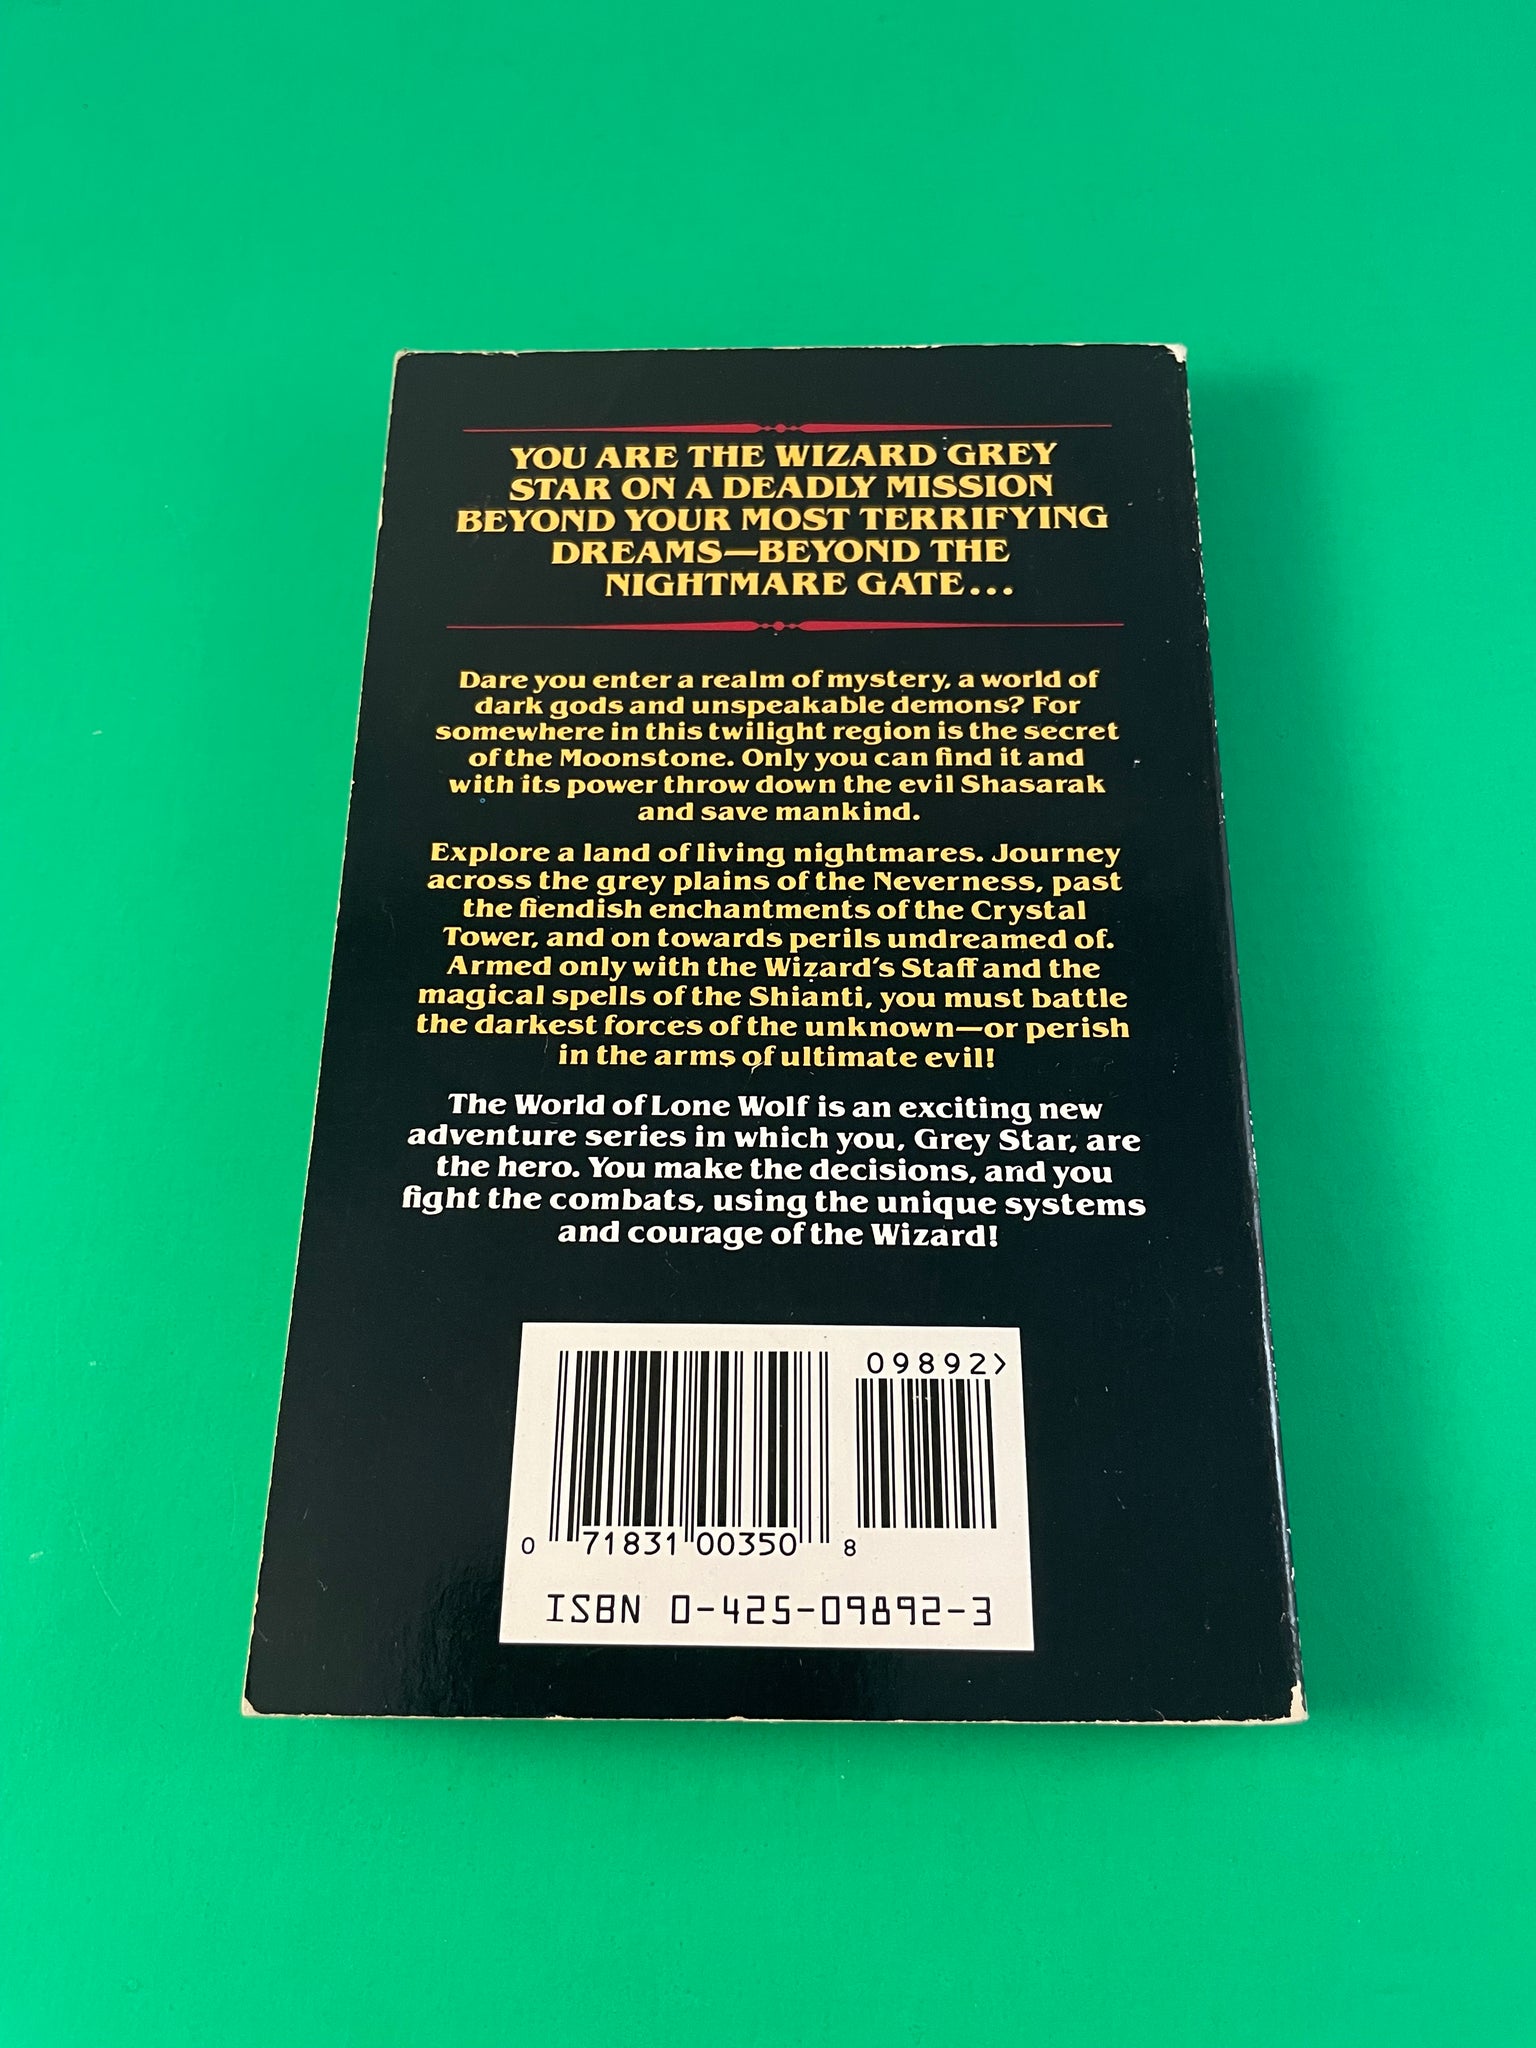 YOU ARE THE WIZARD GREY
STAR ON A DEADLY MISSION
BEYOND YOUR MOST TERRIFYING
DREAMS—BEYOND THE
NIGHTMARE GATE...
Dare you enter a realm of mystery, a world of
dark gods and unspeakable demons? For
somewhere in this twilight region is the secret
of the Moonstone. Only you can find it and
with its power throw down the evil Shasarak
and save mankind.
Explore a land of living nightmares. Journey
across the grey plains of the Neverness, past
the fiendish enchantments of the Crystal
Tower, and on towards perils undreamed of.
Armed only with the Wizard's Staff and the
magical spells of the Shianti, you must battle
the darkest forces of the unknown—or perish
in the arms of ultimate evil!
The World of Lone Wolf is an exciting new
adventure series in which you, Grey Star, are
the hero. You make the decisions, and you
fight the combats, using the unique systems
and courage of the Wizard!
09892>
0 71831 00350 8
ISBN 0-425-09892-3